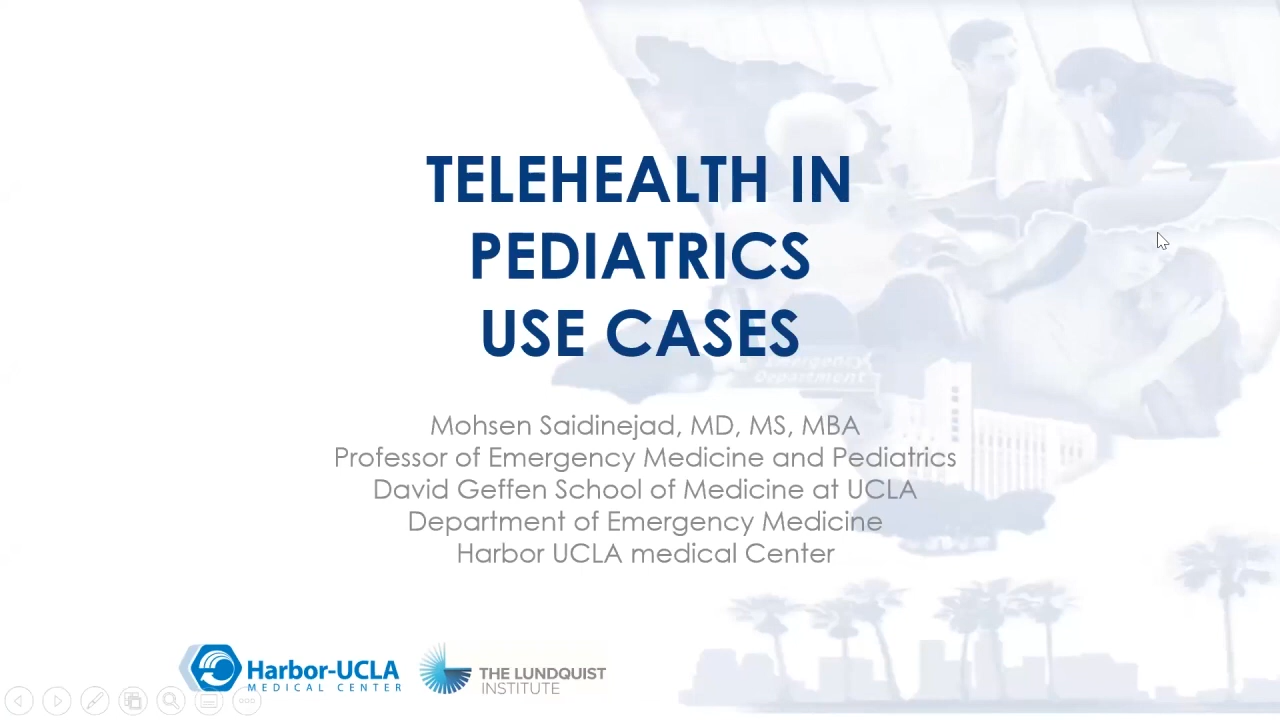 TELEHEALTH IN
PEDIATRICS
USE CASES
Emergency
Department
Mohsen Saidinejad, MD, MS, MBA
Professor of Emergency Medicine and Pediatrics
David Geffen School of Medicine at UCLA
Department of Emergency Medicine
Harbor UCLA medical Center
Harbor-UCLA
MEDICAL CENTER
THE LUNDQUIST
INSTITUTE